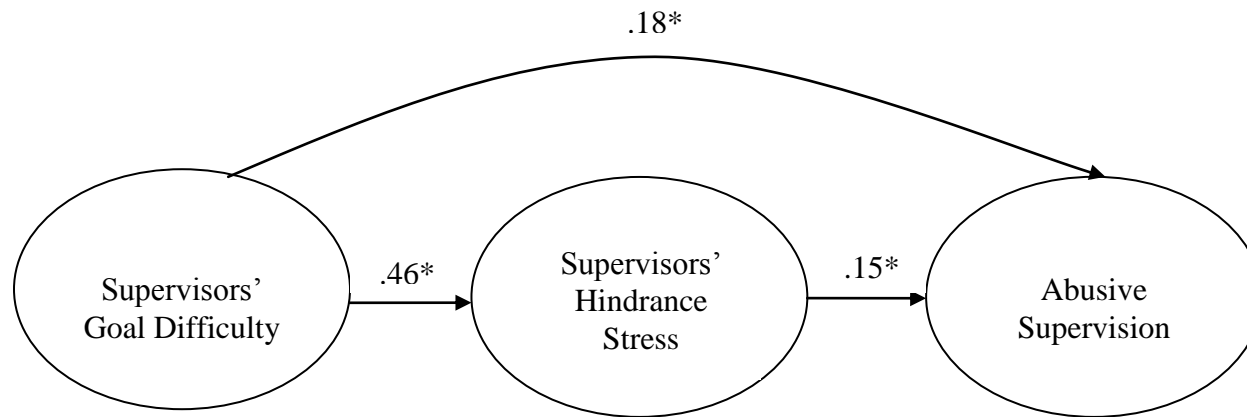 .18*
Supervisors’
Goal Difficulty
.46*
Supervisors’
Hindrance
Stress
.15*
Abusive
Supervision